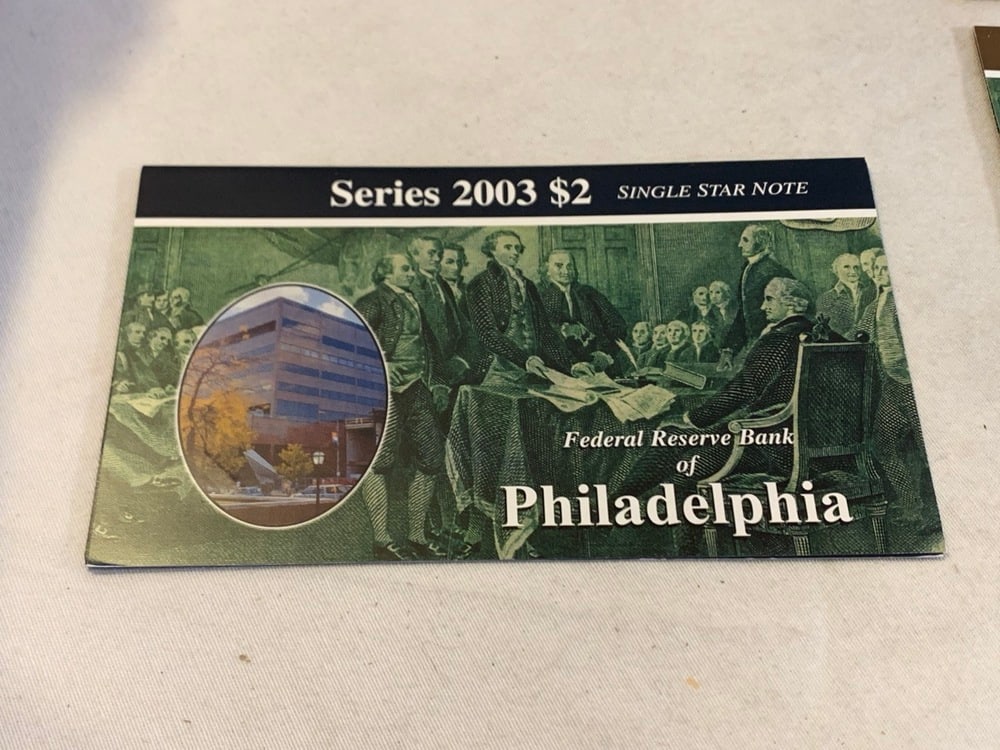 Series 2003 $2 SINGLE STAR NOTE
Federal Reserve Bank
of
Philadelphia